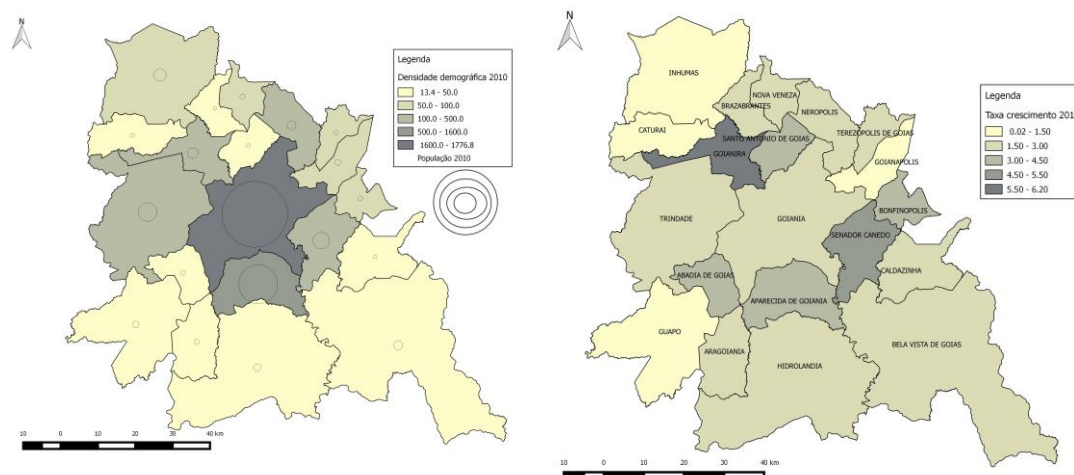 N
Legenda
Densidade demográfica 2010
13.4 - 50.0
50.0 - 100.0
100.0 - 500.0
500.0 - 1600.0
1600.0 - 1776.8
População 2010
10 0 10 20 30 40 km
N
INHUMAS
NOVA VENEZA
BRAZABRANTES
NEROPOLIS
CATURAI
SANTO ANTONIO DE GOIAS
TEREZOPOLIS DE GOIAS
GOIANIRA
GOIANAPOLIS
TRINDADE
GOIANIA
BONFINOPOLIS
SENADOR CANEDO
ABADIA DE GOIAS
CALDAZINHA
APARECIDA DE GOIANIA
GUAPO
ARAGOIANIA
HIDROLANDIA
BELA VISTA DE GOIAS
Legenda
Taxa crescimento 201
0.02 - 1.50
1.50 - 3.00
3.00 - 4.50
4.50 - 5.50
5.50 - 6.20
10 0 10 20 30 40 km